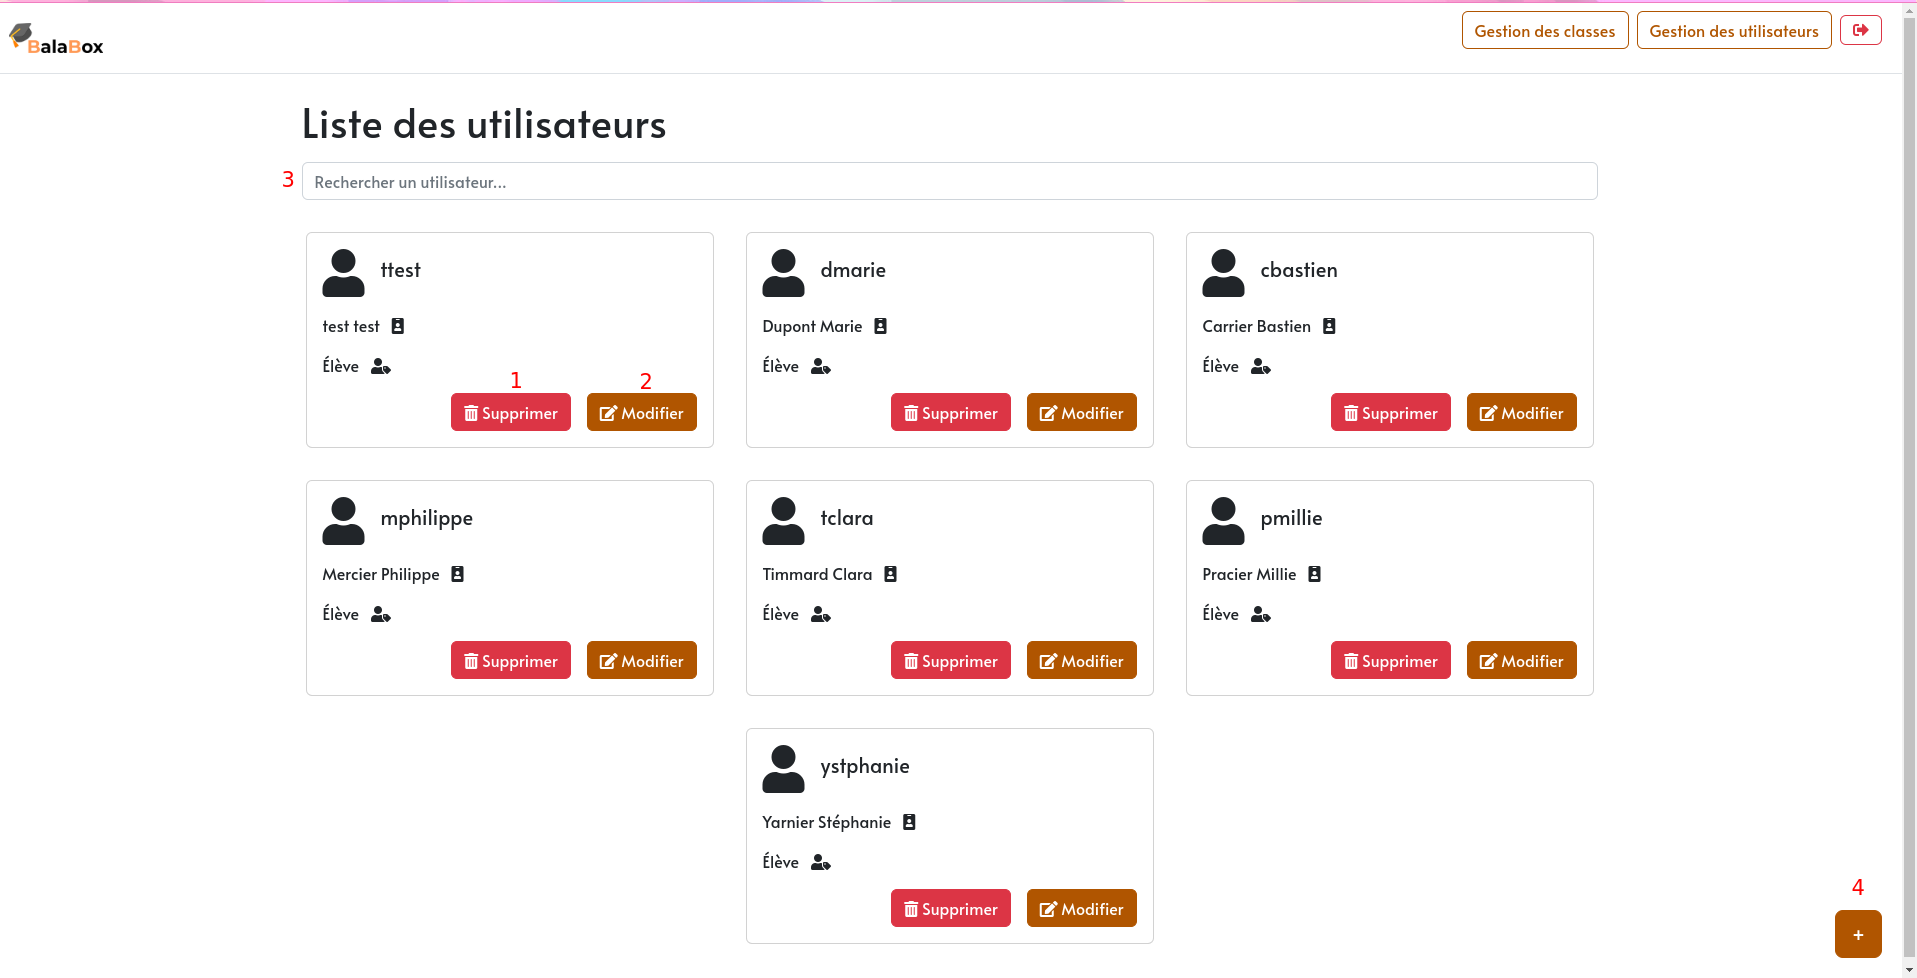 BalaBox
Gestion des classes
Gestion des utilisateurs
Liste des utilisateurs
3
Rechercher un utilisateur...
ttest
test test
Élève
1
2
Supprimer
Modifier
dmarie
Dupont Marie
Élève
Supprimer
Modifier
cbastien
Carrier Bastien
Élève
Supprimer
Modifier
mphilippe
Mercier Philippe
Élève
Supprimer
Modifier
tclara
Timmard Clara
Élève
Supprimer
Modifier
pmillie
Pracier Millie
Élève
Supprimer
Modifier
ystphanie
Yarnier Stéphanie
Élève
Supprimer
Modifier
4
+